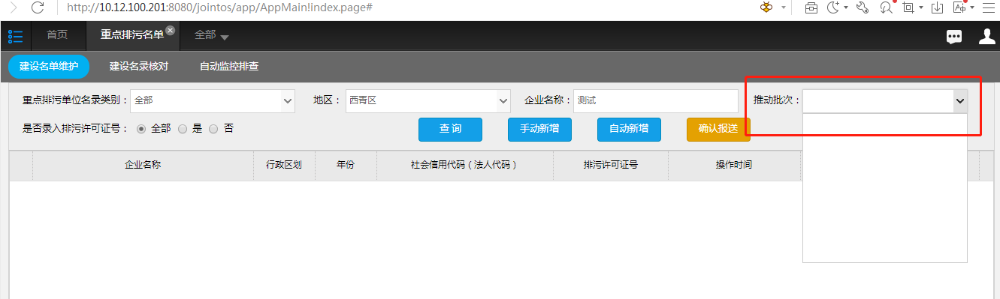 http://10.12.100.201:8080/jointos/app/AppMain!index.page#
首页 重点排污名单 全部
建设名单维护 建设名录核对 自动监控排查
重点排污单位名录类别： 全部 地区： 西青区 企业名称： 测试 推动批次：
是否录入排污许可证号： 全部 是 否 查 询 手动新增 自动新增 确认报送
企业名称 行政区划 年份 社会信用代码（法人代码） 排污许可证号 操作时间